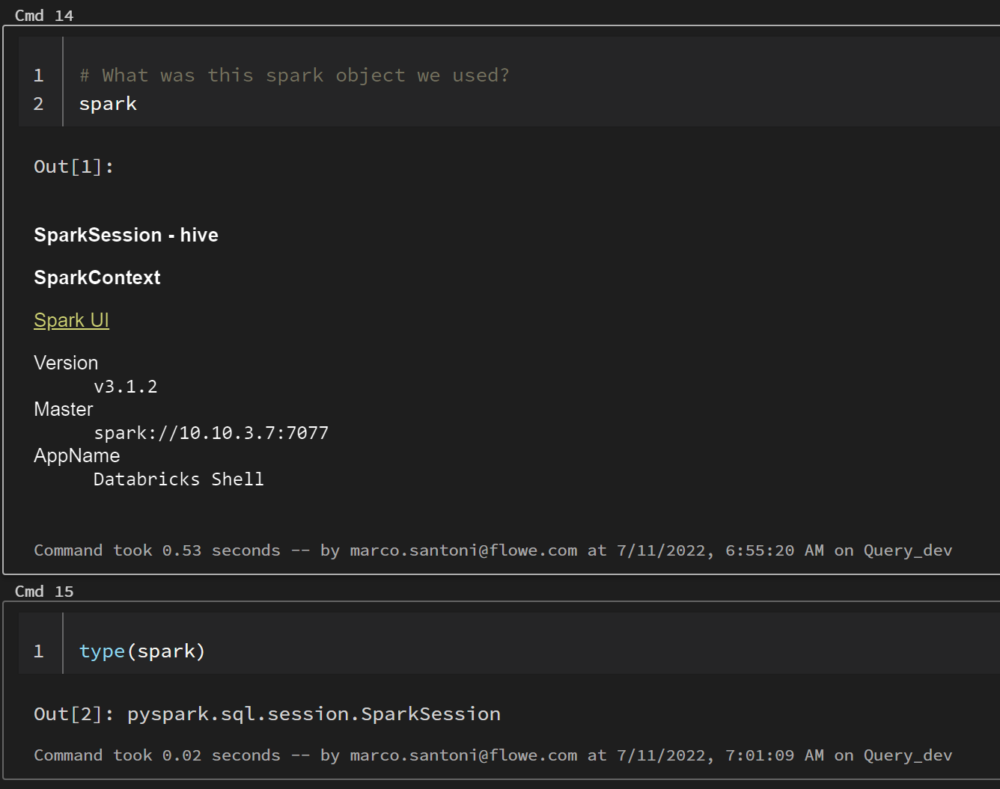 Cmd 14
1 # What was this spark object we used?
2 spark
Out[1]:
SparkSession - hive
SparkContext
Spark UI
Version
v3.1.2
Master
spark://10.10.3.7:7077
AppName
Databricks Shell
Command took 0.53 seconds -- by marco.santoni@flowe.com at 7/11/2022, 6:55:20 AM on Query_dev
Cmd 15
1 type(spark)
Out[2]: pyspark.sql.session.SparkSession
Command took 0.02 seconds -- by marco.santoni@flowe.com at 7/11/2022, 7:01:09 AM on Query_dev